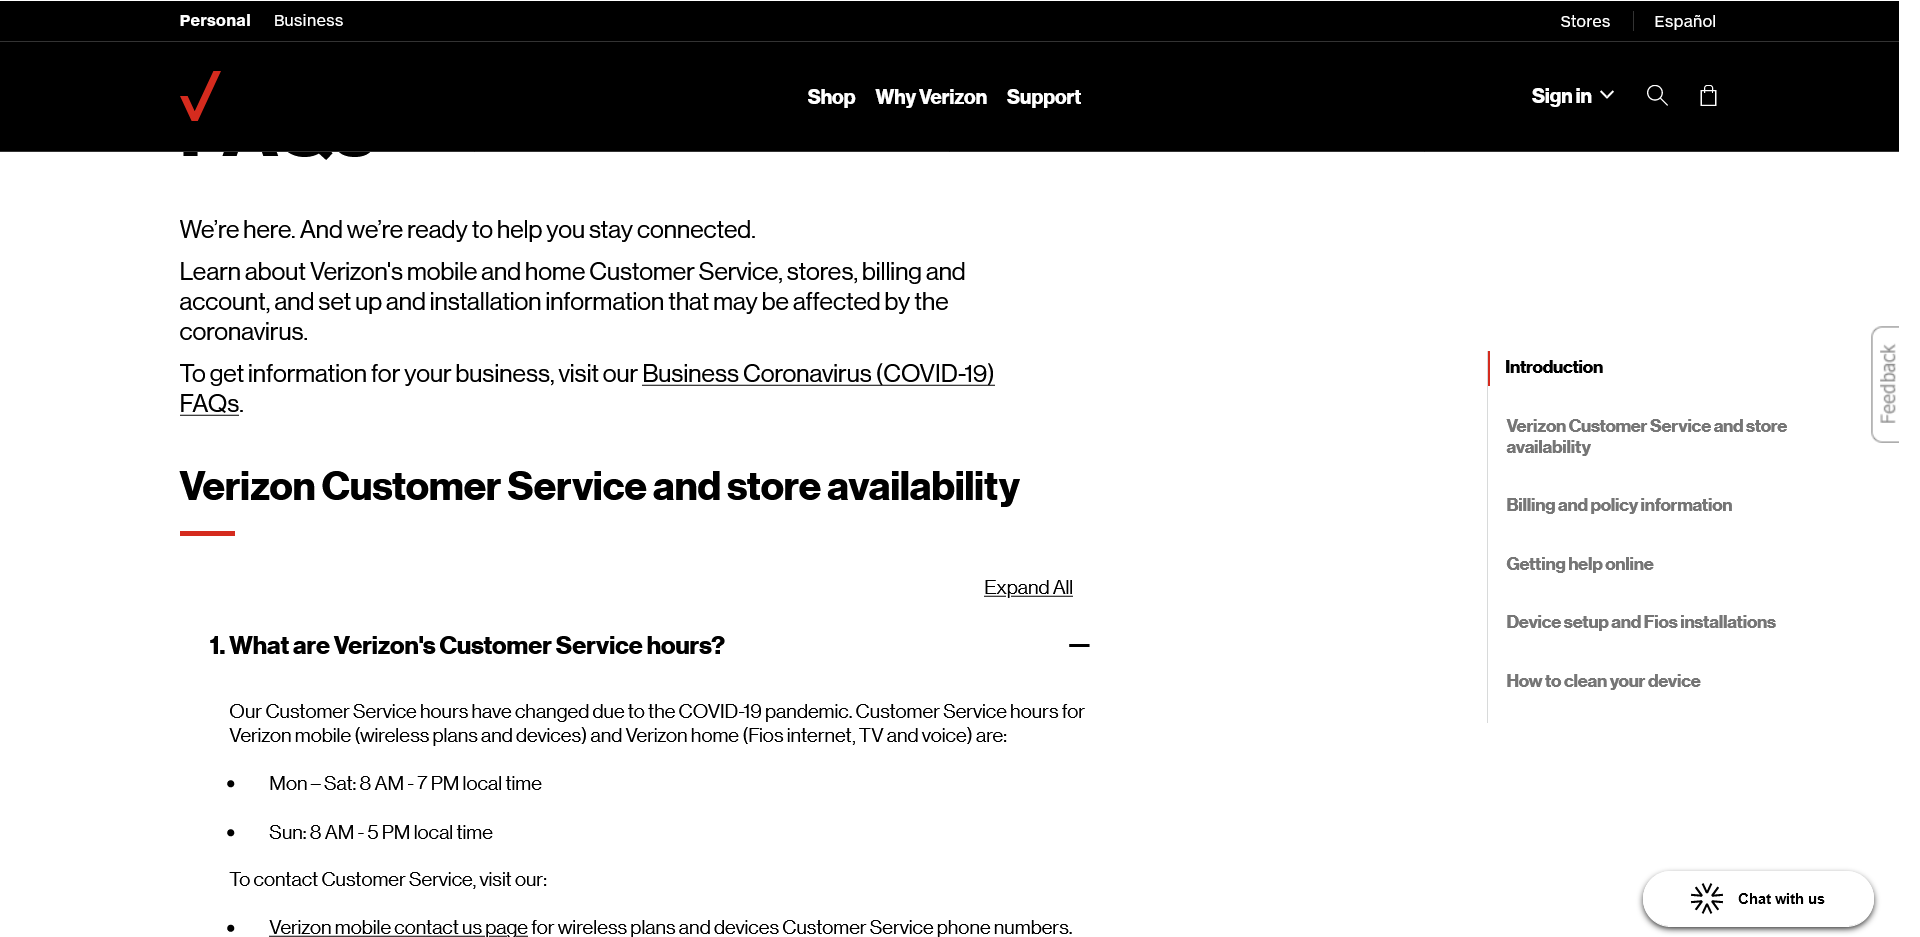 Personal Business Stores Español
Shop Why Verizon Support Sign in
We’re here. And we’re ready to help you stay connected.
Learn about Verizon's mobile and home Customer Service, stores, billing and
account, and set up and installation information that may be affected by the
coronavirus.
To get information for your business, visit our Business Coronavirus (COVID-19)
FAQs.
Verizon Customer Service and store availability
Expand All
1. What are Verizon's Customer Service hours?
Our Customer Service hours have changed due to the COVID-19 pandemic. Customer Service hours for
Verizon mobile (wireless plans and devices) and Verizon home (Fios internet, TV and voice) are:
• Mon – Sat: 8 AM - 7 PM local time
• Sun: 8 AM - 5 PM local time
To contact Customer Service, visit our:
• Verizon mobile contact us page for wireless plans and devices Customer Service phone numbers.
Introduction
Verizon Customer Service and store
availability
Billing and policy information
Getting help online
Device setup and Fios installations
How to clean your device
Feedback
Chat with us